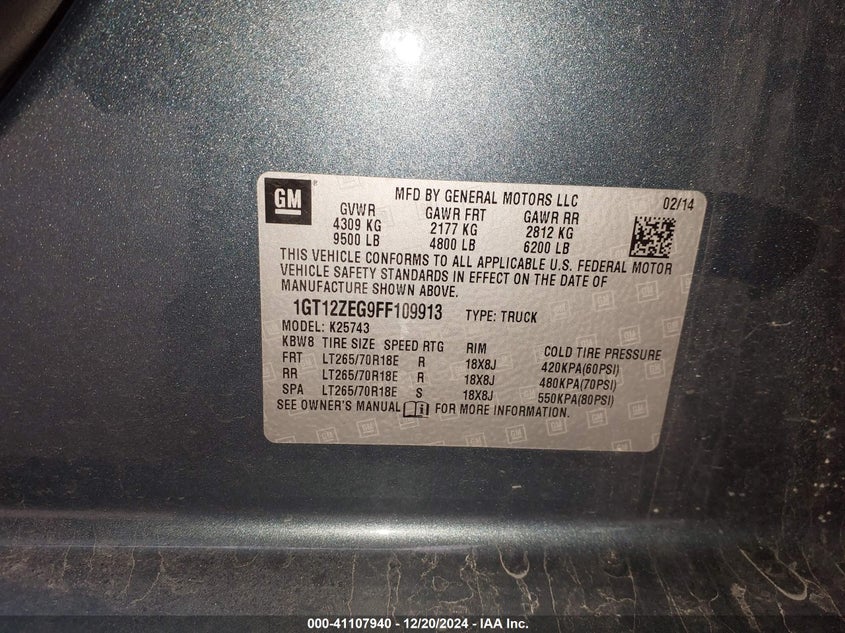 GM
MFD BY GENERAL MOTORS LLC 02/14
GVWR GAWR FRT GAWR RR
4309 KG 2177 KG 2812 KG
9500 LB 4800 LB 6200 LB
THIS VEHICLE CONFORMS TO ALL APPLICABLE U.S. FEDERAL MOTOR
VEHICLE SAFETY STANDARDS IN EFFECT ON THE DATE OF
MANUFACTURE SHOWN ABOVE.
1GT12ZEG9FF109913 TYPE: TRUCK
MODEL: K25743
KBW8 TIRE SIZE SPEED RTG RIM COLD TIRE PRESSURE
FRT LT265/70R18E R 18X8J 420KPA(60PSI)
RR LT265/70R18E R 18X8J 480KPA(70PSI)
SPA LT265/70R18E S 18X8J 550KPA(80PSI)
SEE OWNER'S MANUAL FOR MORE INFORMATION.
000-41107940 - 12/20/2024 - IAA Inc.